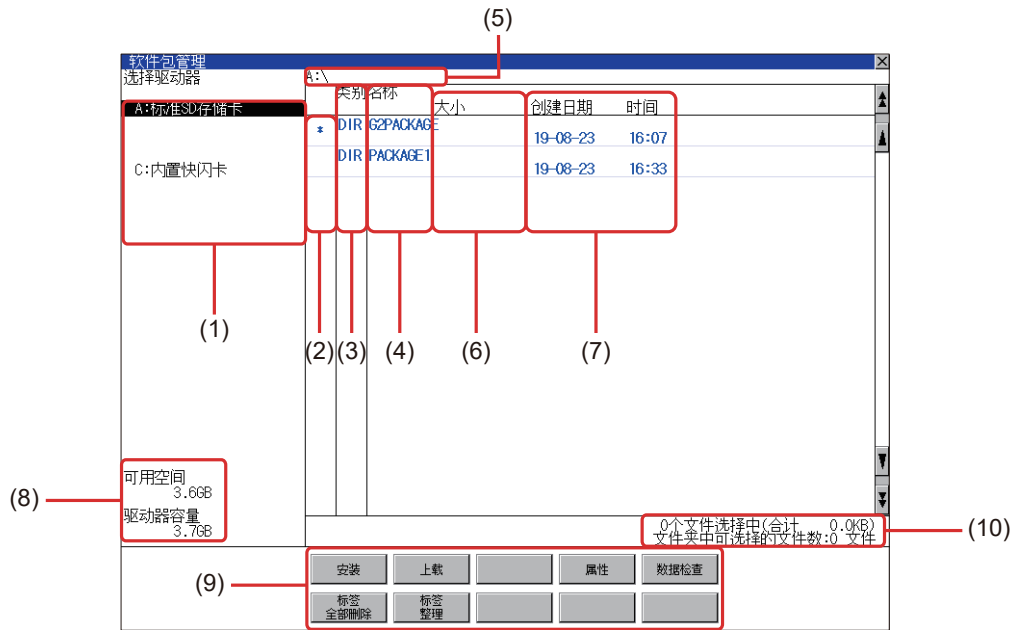 (5)
软件包管理
选择驱动器
A:\
类别 名称 大小 创建日期 时间
A:标准SD存储卡
* DIR G2PACKAGE 19-08-23 16:07
DIR PACKAGE1 19-08-23 16:33
C:内置快闪卡
(1)
(2) (3) (4) (6) (7)
可用空间
3.6GB
(8)
驱动器容量
3.7GB
0个文件选择中(合计 0.0KB)
文件夹中可选择的文件数:0 文件
(10)
安装 上载 属性 数据检查
(9)
标签 标签
全部删除 整理